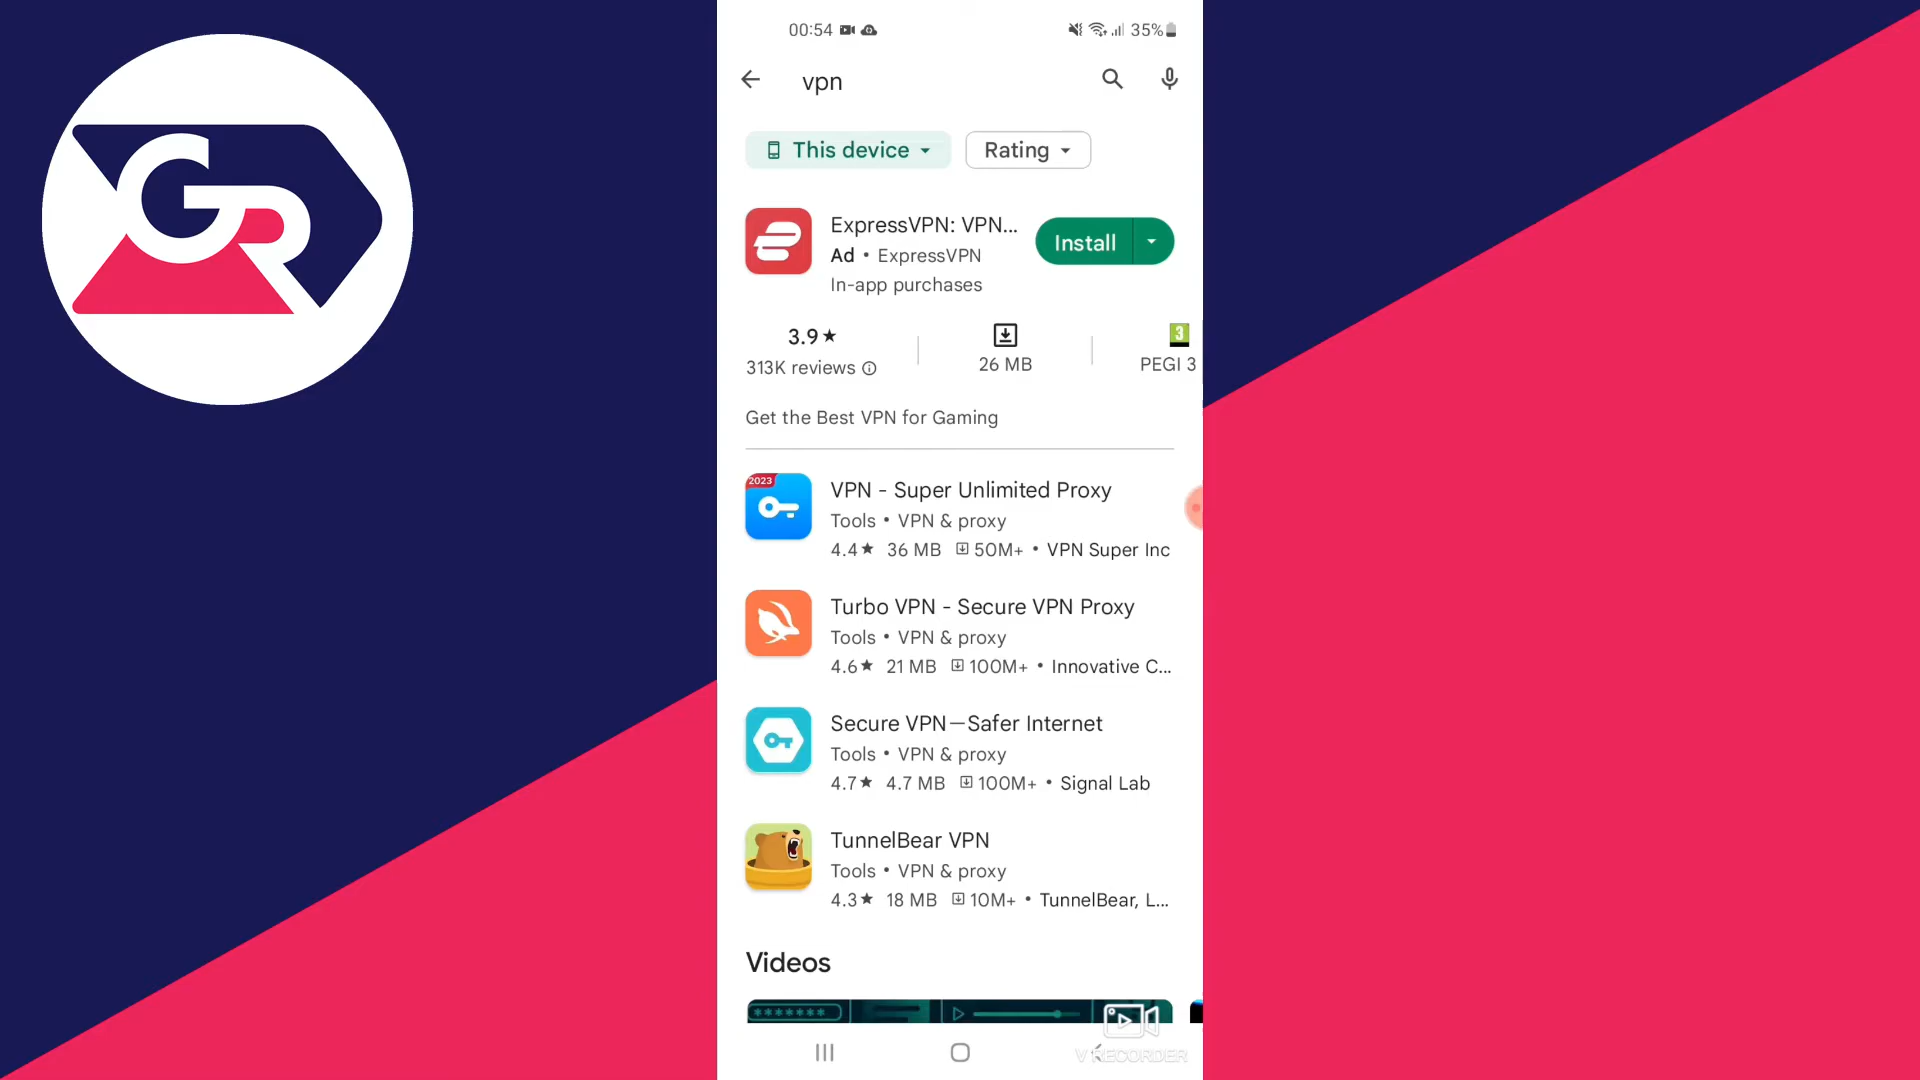 GR
00:54
35%
vpn
This device
Rating
ExpressVPN: VPN...
Ad • ExpressVPN
In-app purchases
Install
3.9★
313K reviews
26 MB
3
PEGI 3
Get the Best VPN for Gaming
2023
VPN - Super Unlimited Proxy
Tools • VPN & proxy
4.4★ 36 MB 50M+ • VPN Super Inc
Turbo VPN - Secure VPN Proxy
Tools • VPN & proxy
4.6★ 21 MB 100M+ • Innovative C...
Secure VPN—Safer Internet
Tools • VPN & proxy
4.7★ 4.7 MB 100M+ • Signal Lab
TunnelBear VPN
Tools • VPN & proxy
4.3★ 18 MB 10M+ • TunnelBear, L...
Videos
*******
V RECORDER